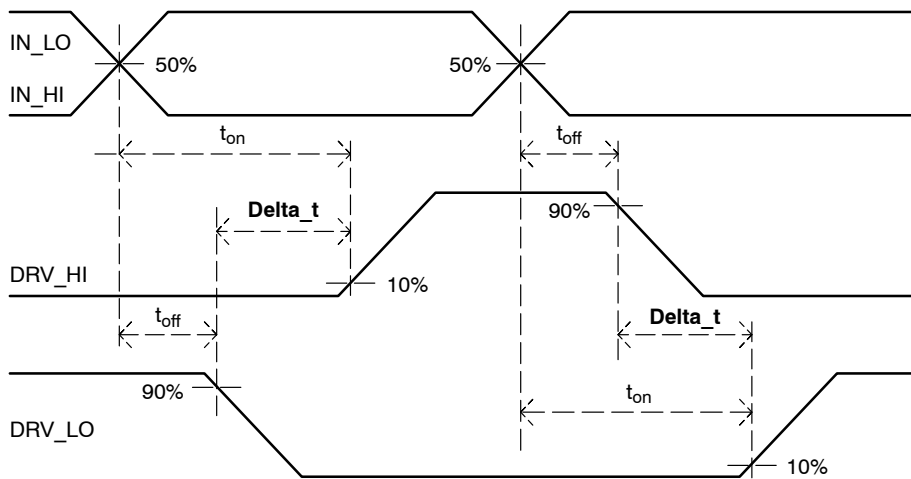 IN_LO
50%
50%
IN_HI
t_on
t_off
Delta_t
90%
DRV_HI
10%
t_off
Delta_t
90%
t_on
DRV_LO
10%